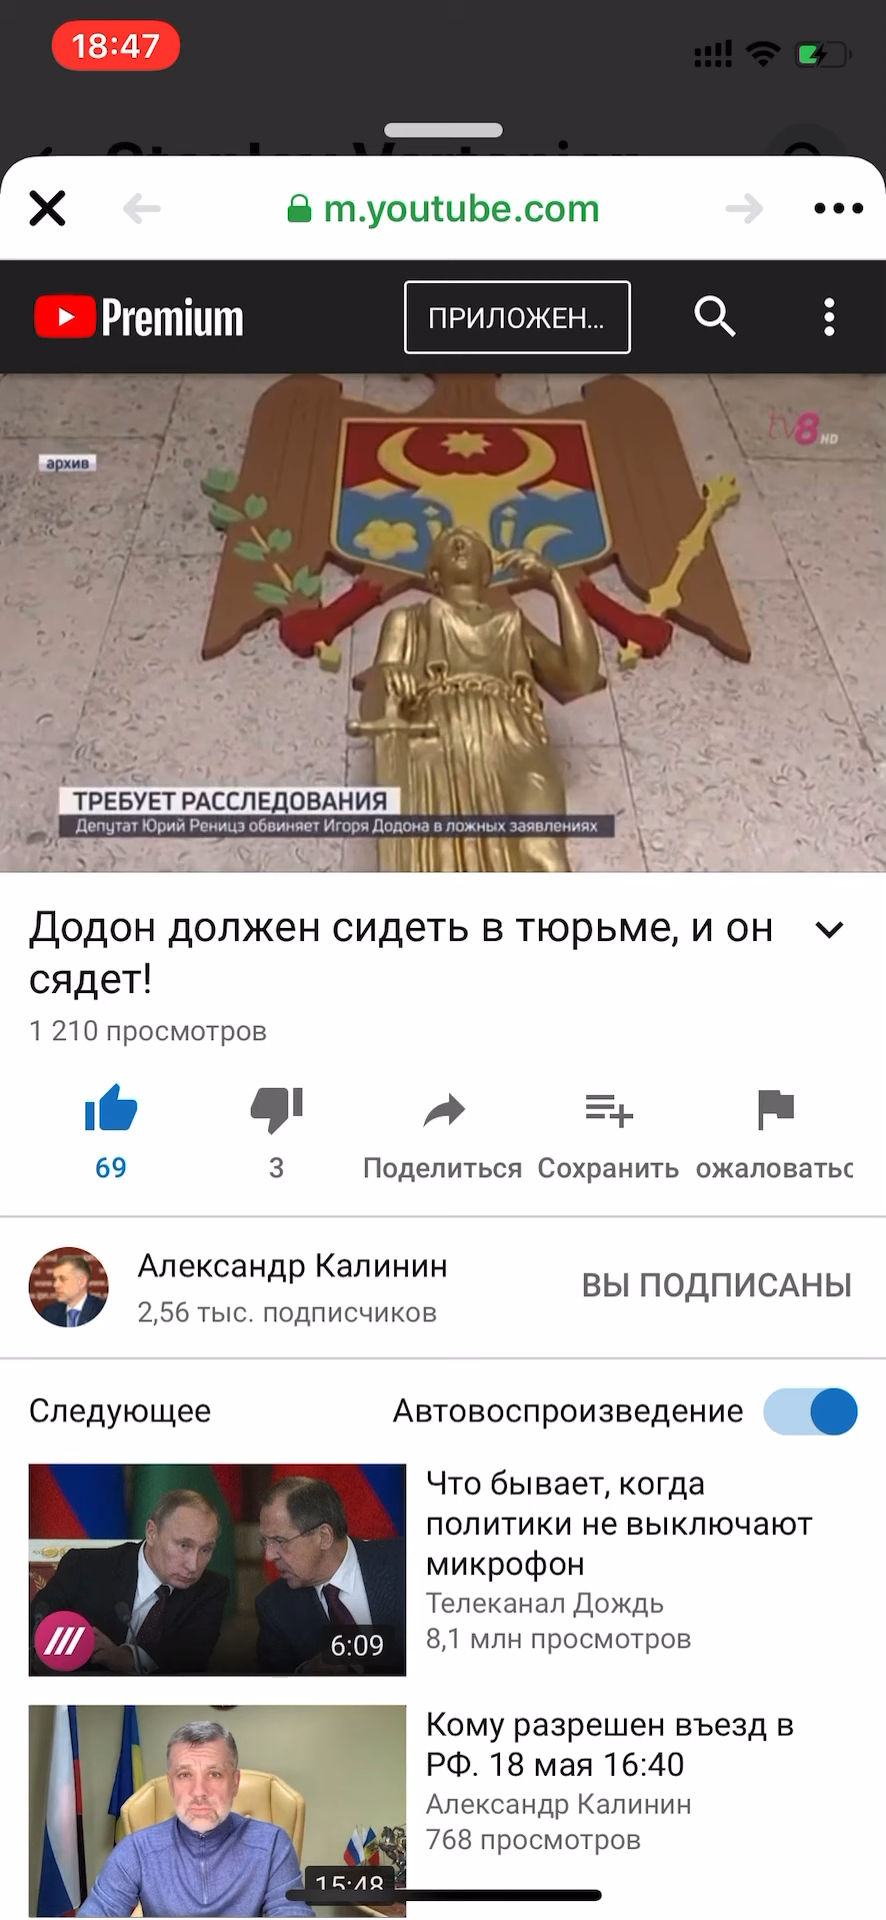 18:47
m.youtube.com
Premium
ПРИЛОЖЕН...
tv8 HD
архив
ТРЕБУЕТ РАССЛЕДОВАНИЯ
Депутат Юрий Реницэ обвиняет Игоря Додона в ложных заявлениях
Додон должен сидеть в тюрьме, и он
сядет!
1 210 просмотров
69
3
Поделиться
Сохранить
ожаловатьс
Александр Калинин
2,56 тыс. подписчиков
ВЫ ПОДПИСАНЫ
Следующее
Автовоспроизведение
Что бывает, когда
политики не выключают
микрофон
Телеканал Дождь
8,1 млн просмотров
6:09
Кому разрешен въезд в
РФ. 18 мая 16:40
Александр Калинин
768 просмотров
15:48